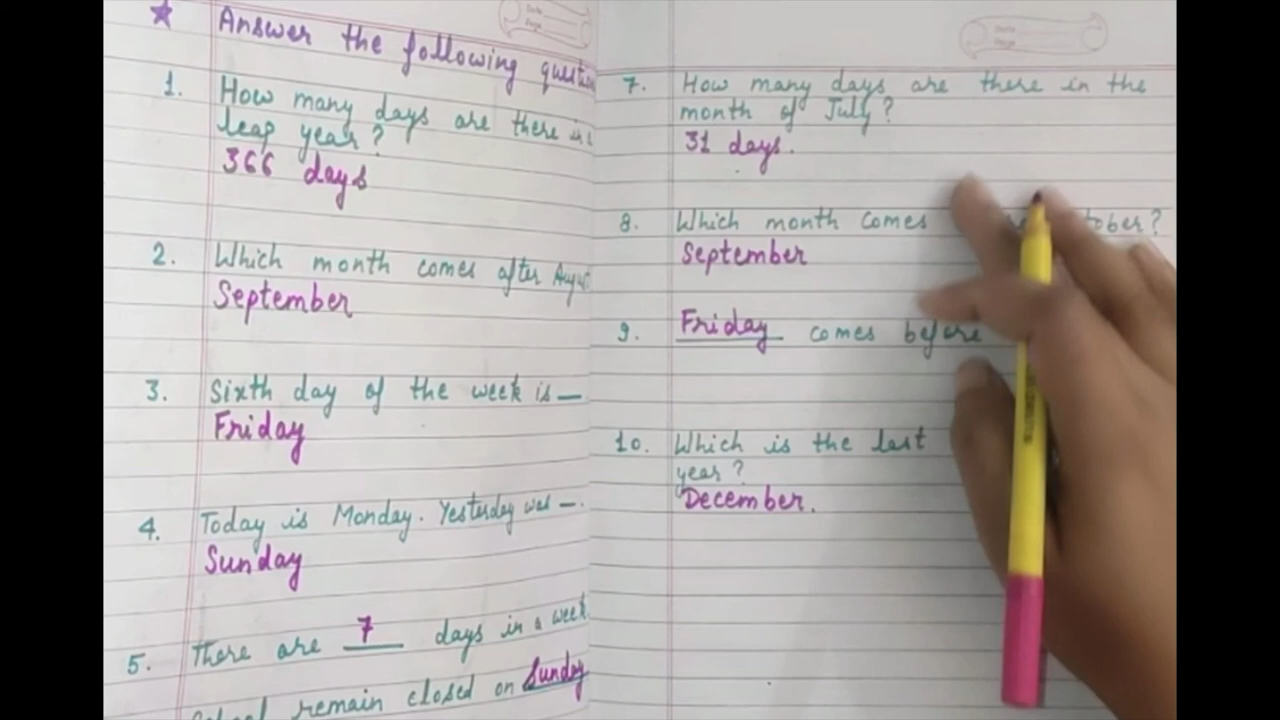 Answer the following
1. How many days are there in
leap year?
366 days
2. Which month comes after
September
3. Sixth day of the week is —
Friday
4. Today is Monday. Yesterday was —.
Sunday
5. There are 7 days in a week
remain closed on Sunday
7. How many days are there in the
month of July?
31 days.
8. Which month comes
September
9. Friday comes before
10. Which is the last
year?
December.